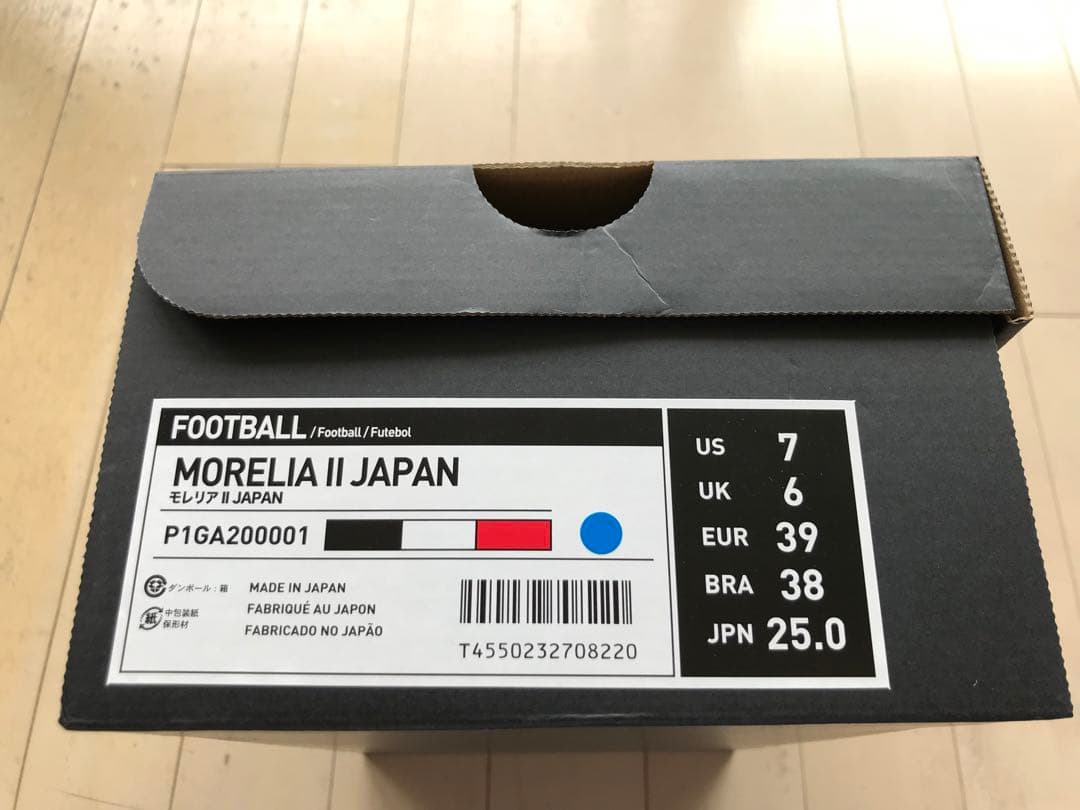 FOOTBALL /Football/Futebol
MORELIA II JAPAN
モレリア II JAPAN
P1GA200001
ダンボール：箱
紙
中包装紙
保形材
MADE IN JAPAN
FABRIQUÉ AU JAPON
FABRICADO NO JAPÃO
T4550232708220
US 7
UK 6
EUR 39
BRA 38
JPN 25.0